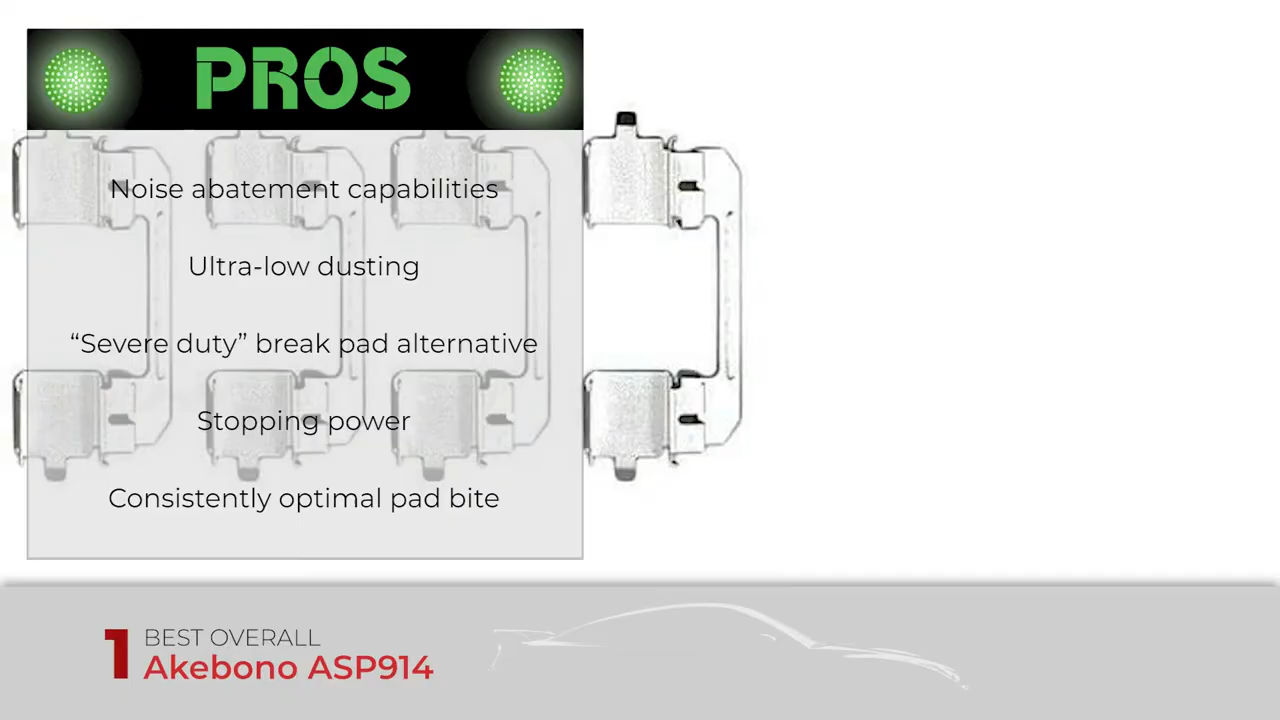 PROS
Noise abatement capabilities
Ultra-low dusting
“Severe duty” break pad alternative
Stopping power
Consistently optimal pad bite
1
BEST OVERALL
Akebono ASP914